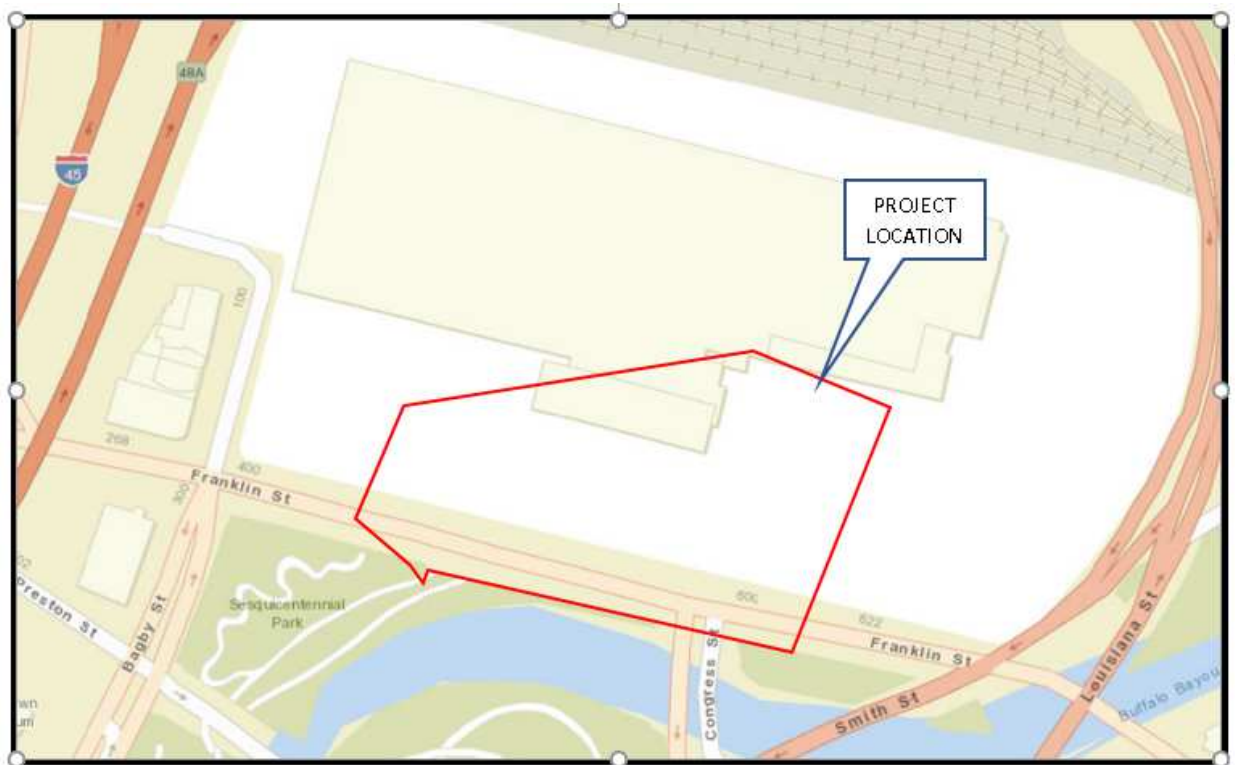 48A
45
PROJECT
LOCATION
100
268
400
Franklin St
300
Sesquicentennial
Park
Preston St
Bagby St
600
622
Franklin St
Congress St
Smith St
Louisiana St
Buffalo Bayou